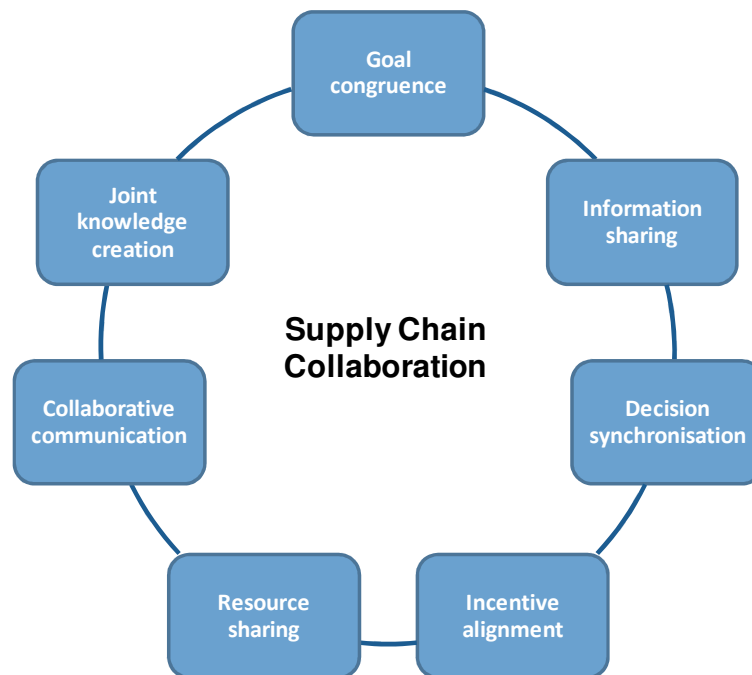 Goal
congruence
Joint
knowledge
creation
Information
sharing
Supply Chain
Collaboration
Collaborative
communication
Decision
synchronisation
Resource
sharing
Incentive
alignment